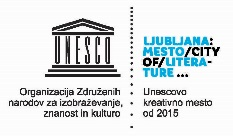 UNESCO
Organizacija Združenih
narodov za izobraževanje,
znanost in kulturo
LJUBLJANA:
MESTO/CITY
OF/LITERA-
TURE ...
Unescovo
kreativno mesto
od 2015